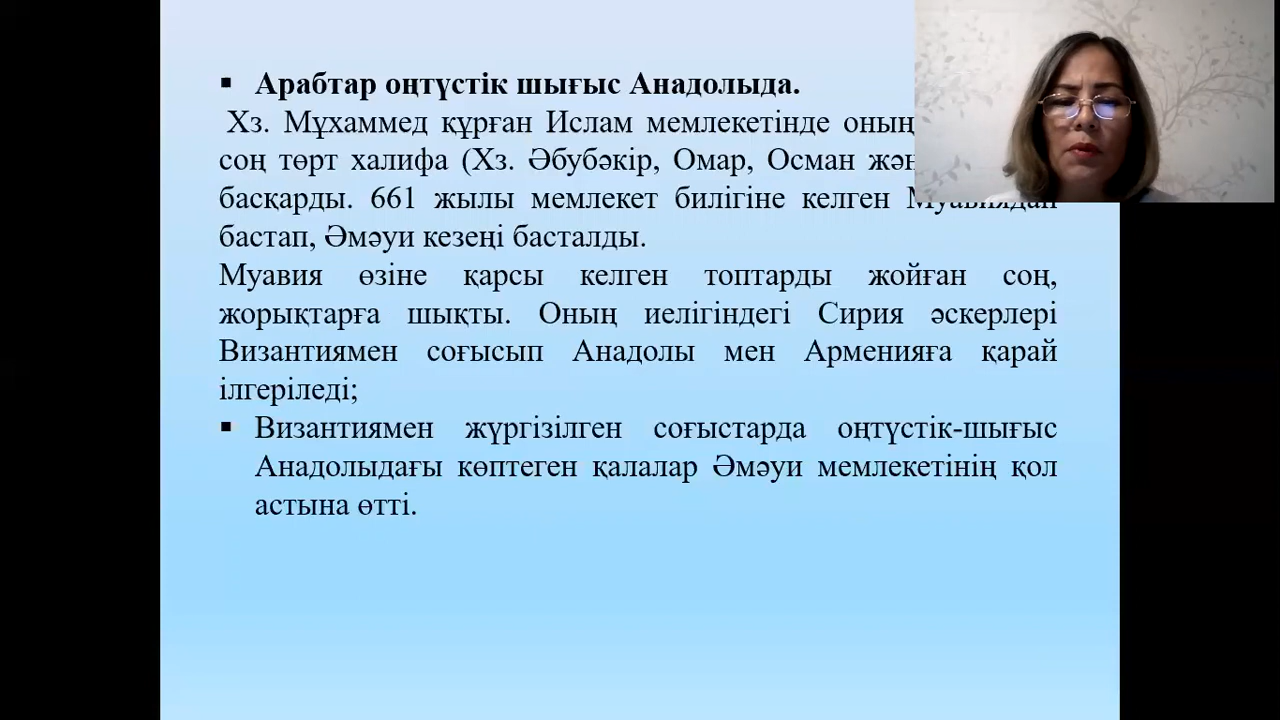 ▪ Арабтар оңтүстік шығыс Анадолыда.
Хз. Мұхаммед құрған Ислам мемлекетінде оның
соң төрт халифа (Хз. Әбубәкір, Омар, Осман
басқарды. 661 жылы мемлекет билігіне келген Муавиядан
бастап, Әмәуи кезеңі басталды.
Муавия өзіне қарсы келген топтарды жойған соң,
жорықтарға шықты. Оның иелігіндегі Сирия әскерлері
Византиямен соғысып Анадолы мен Арменияға қарай
ілгеріледі;
▪ Византиямен жүргізілген соғыстарда оңтүстік-шығыс
Анадолыдағы көптеген қалалар Әмәуи мемлекетінің қол
астына өтті.